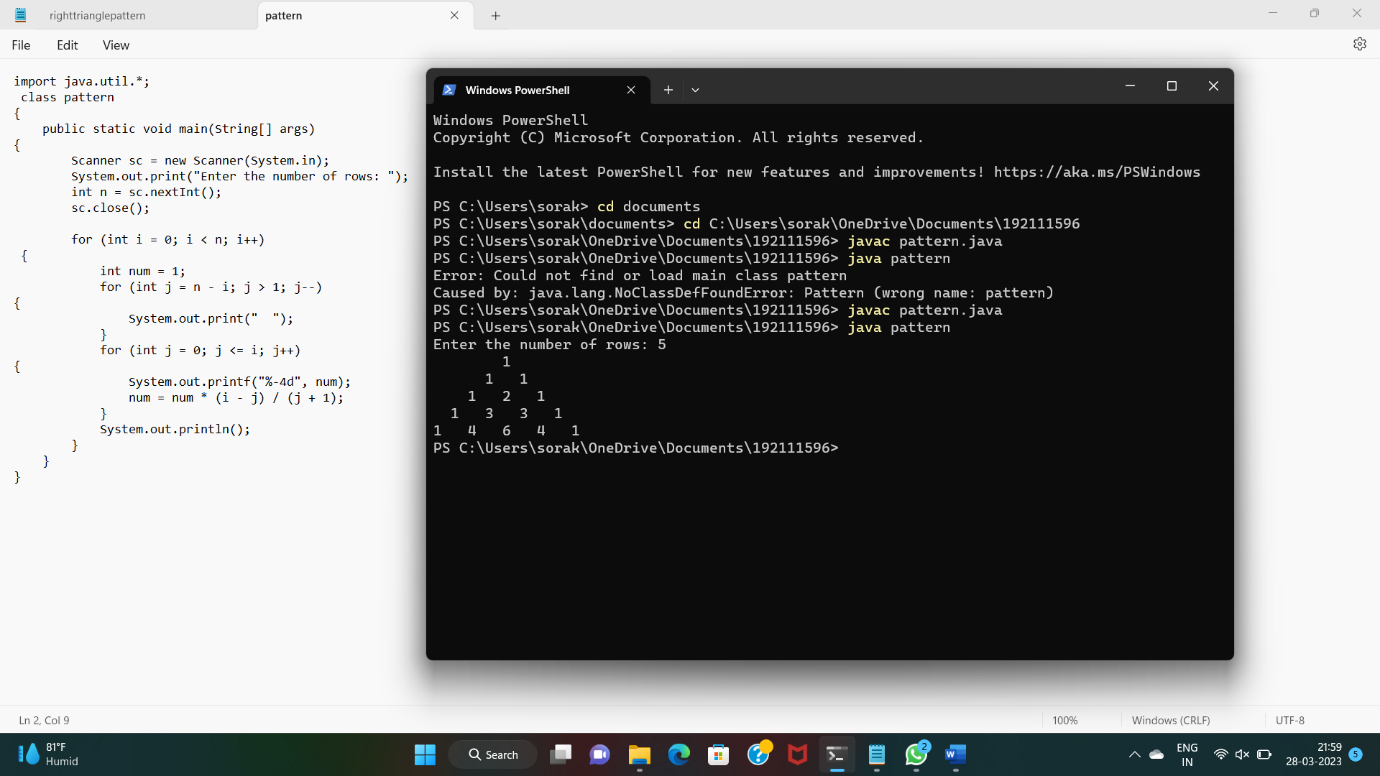 righttrianglepattern
pattern
File Edit View
import java.util.*;
class pattern
{
public static void main(String[] args)
{
Scanner sc = new Scanner(System.in);
System.out.print("Enter the number of rows: ");
int n = sc.nextInt();
sc.close();
for (int i = 0; i < n; i++)
{
int num = 1;
for (int j = n - i; j > 1; j--)
{
System.out.print("  ");
}
for (int j = 0; j <= i; j++)
{
System.out.printf("%-4d", num);
num = num * (i - j) / (j + 1);
}
System.out.println();
}
}
}
Windows PowerShell
Windows PowerShell
Copyright (C) Microsoft Corporation. All rights reserved.
Install the latest PowerShell for new features and improvements! https://aka.ms/PSWindows
PS C:\Users\sorak> cd documents
PS C:\Users\sorak\documents> cd C:\Users\sorak\OneDrive\Documents\192111596
PS C:\Users\sorak\OneDrive\Documents\192111596> javac pattern.java
PS C:\Users\sorak\OneDrive\Documents\192111596> java pattern
Error: Could not find or load main class pattern
Caused by: java.lang.NoClassDefFoundError: Pattern (wrong name: pattern)
PS C:\Users\sorak\OneDrive\Documents\192111596> javac pattern.java
PS C:\Users\sorak\OneDrive\Documents\192111596> java pattern
Enter the number of rows: 5
1
1 1
1 2 1
1 3 3 1
1 4 6 4 1
PS C:\Users\sorak\OneDrive\Documents\192111596>
Ln 2, Col 9
100%
Windows (CRLF)
UTF-8
81°F
Humid
Search
2
W
ENG
IN
21:59
28-03-2023
5